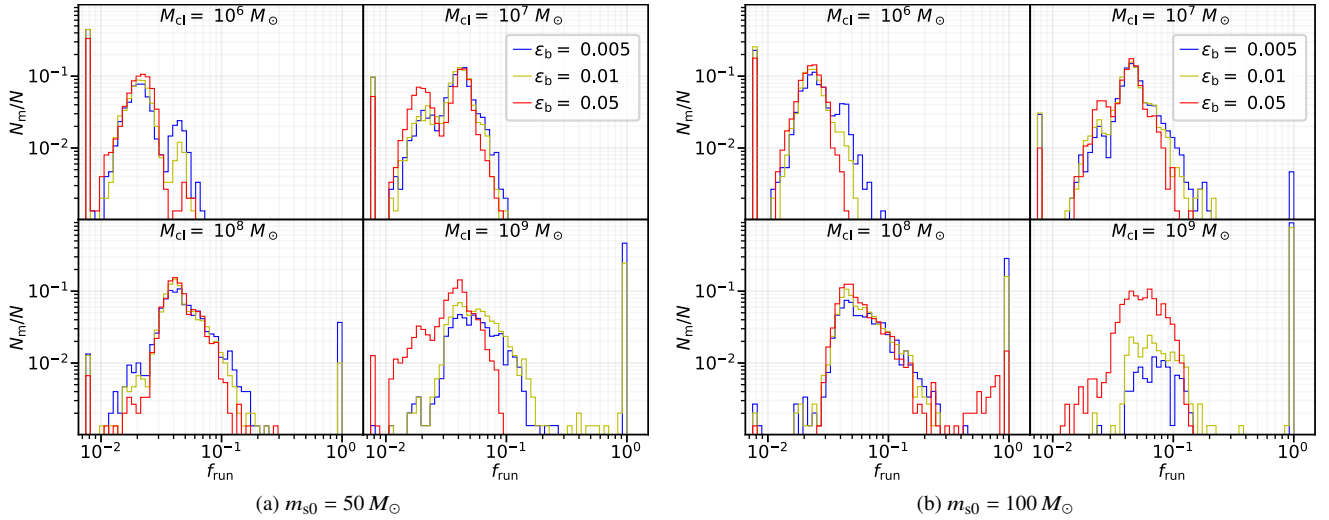 M_cl = 10^6 M_⊙
M_cl = 10^7 M_⊙
ε_b = 0.005
ε_b = 0.01
ε_b = 0.05
10^−1
10^−2
N_m/N
M_cl = 10^8 M_⊙
M_cl = 10^9 M_⊙
10^−1
10^−2
N_m/N
10^−2
10^−1
10^0
10^−2
10^−1
10^0
f_run
f_run
(a) m_s0 = 50 M_⊙
M_cl = 10^6 M_⊙
M_cl = 10^7 M_⊙
ε_b = 0.005
ε_b = 0.01
ε_b = 0.05
10^−1
10^−2
N_m/N
M_cl = 10^8 M_⊙
M_cl = 10^9 M_⊙
10^−1
10^−2
N_m/N
10^−2
10^−1
10^0
10^−2
10^−1
10^0
f_run
f_run
(b) m_s0 = 100 M_⊙